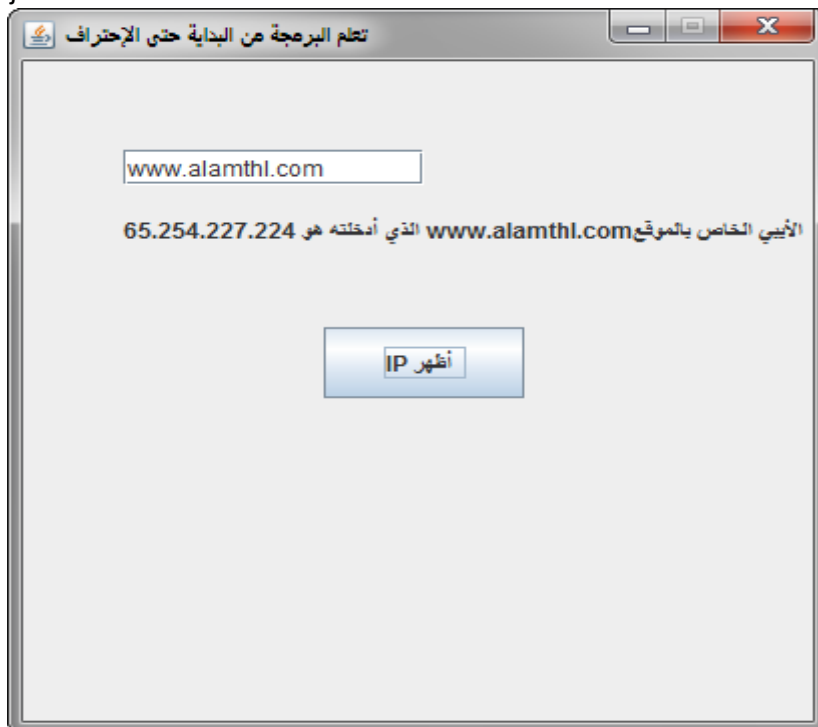 تعلم البرمجة من البداية حتى الإحتراف
www.alamthl.com
الأيبي الخاص بالموقعwww.alamthl.com الذي أدخلته هو 65.254.227.224
أظهر IP